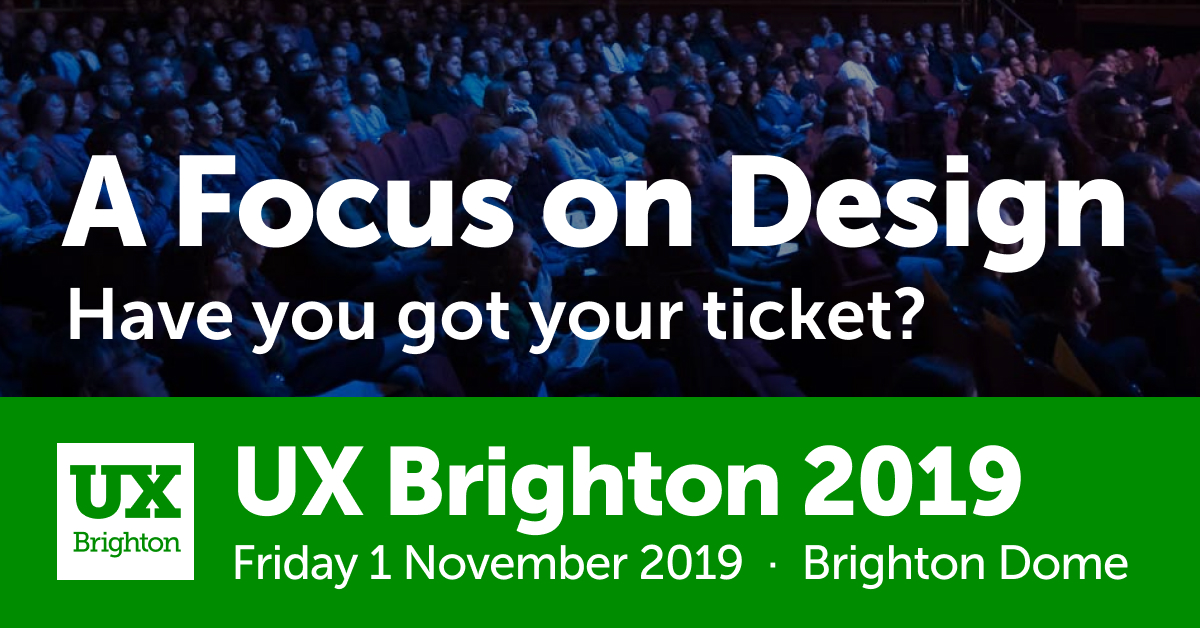 A Focus on Design
Have you got your ticket?
UX
Brighton
UX Brighton 2019
Friday 1 November 2019 · Brighton Dome